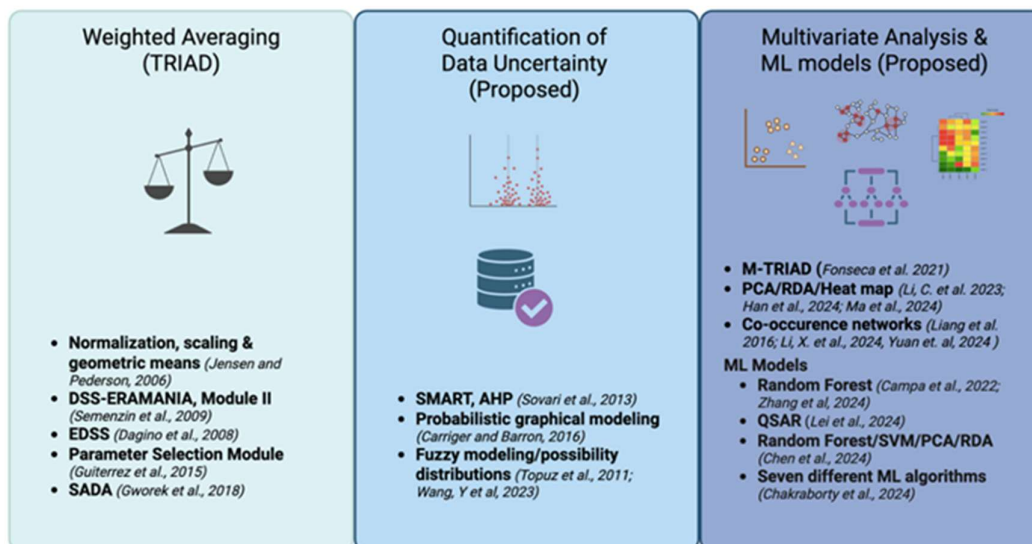 Weighted Averaging
(TRIAD)
• Normalization, scaling &
geometric means (Jensen and
Pederson, 2006)
• DSS-ERAMANIA, Module II
(Semenzin et al., 2009)
• EDSS (Dagino et al., 2008)
• Parameter Selection Module
(Guiterrez et al., 2015)
• SADA (Gworek et al., 2018)
Quantification of
Data Uncertainty
(Proposed)
• SMART, AHP (Sovari et al., 2013)
• Probabilistic graphical modeling
(Carriger and Barron, 2016)
• Fuzzy modeling/possibility
distributions (Topuz et al., 2011;
Wang, Y et al, 2023)
Multivariate Analysis &
ML models (Proposed)
• M-TRIAD (Fonseca et al. 2021)
• PCA/RDA/Heat map (Li, C. et al. 2023;
Han et al., 2024; Ma et al., 2024)
• Co-occurence networks (Liang et al.
2016; Li, X. et al., 2024, Yuan et. al, 2024 )
ML Models
• Random Forest (Campa et al., 2022;
Zhang et al, 2024)
• QSAR (Lei et al., 2024)
• Random Forest/SVM/PCA/RDA
(Chen et al., 2024)
• Seven different ML algorithms
(Chakraborty et al., 2024)